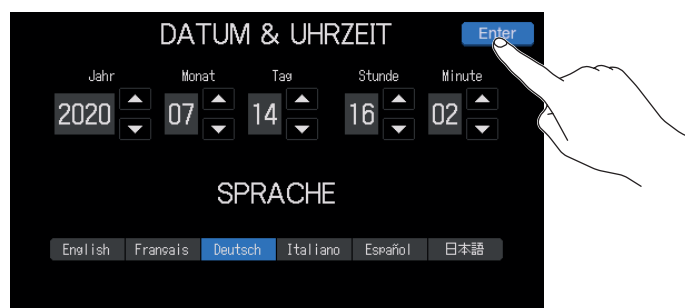 DATUM & UHRZEIT Enter
Jahr Monat Tag Stunde Minute
2020 07 14 16 02
SPRACHE
English Français Deutsch Italiano Español 日本語